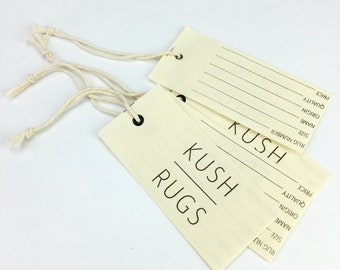 PRICE
QUALITY
ORIGIN
NAME
SIZE
RUG NUMBER
KUSH
RUGS
KUSH
PRICE
QUALITY
ORIGIN
NAME
SIZE
RUG NU